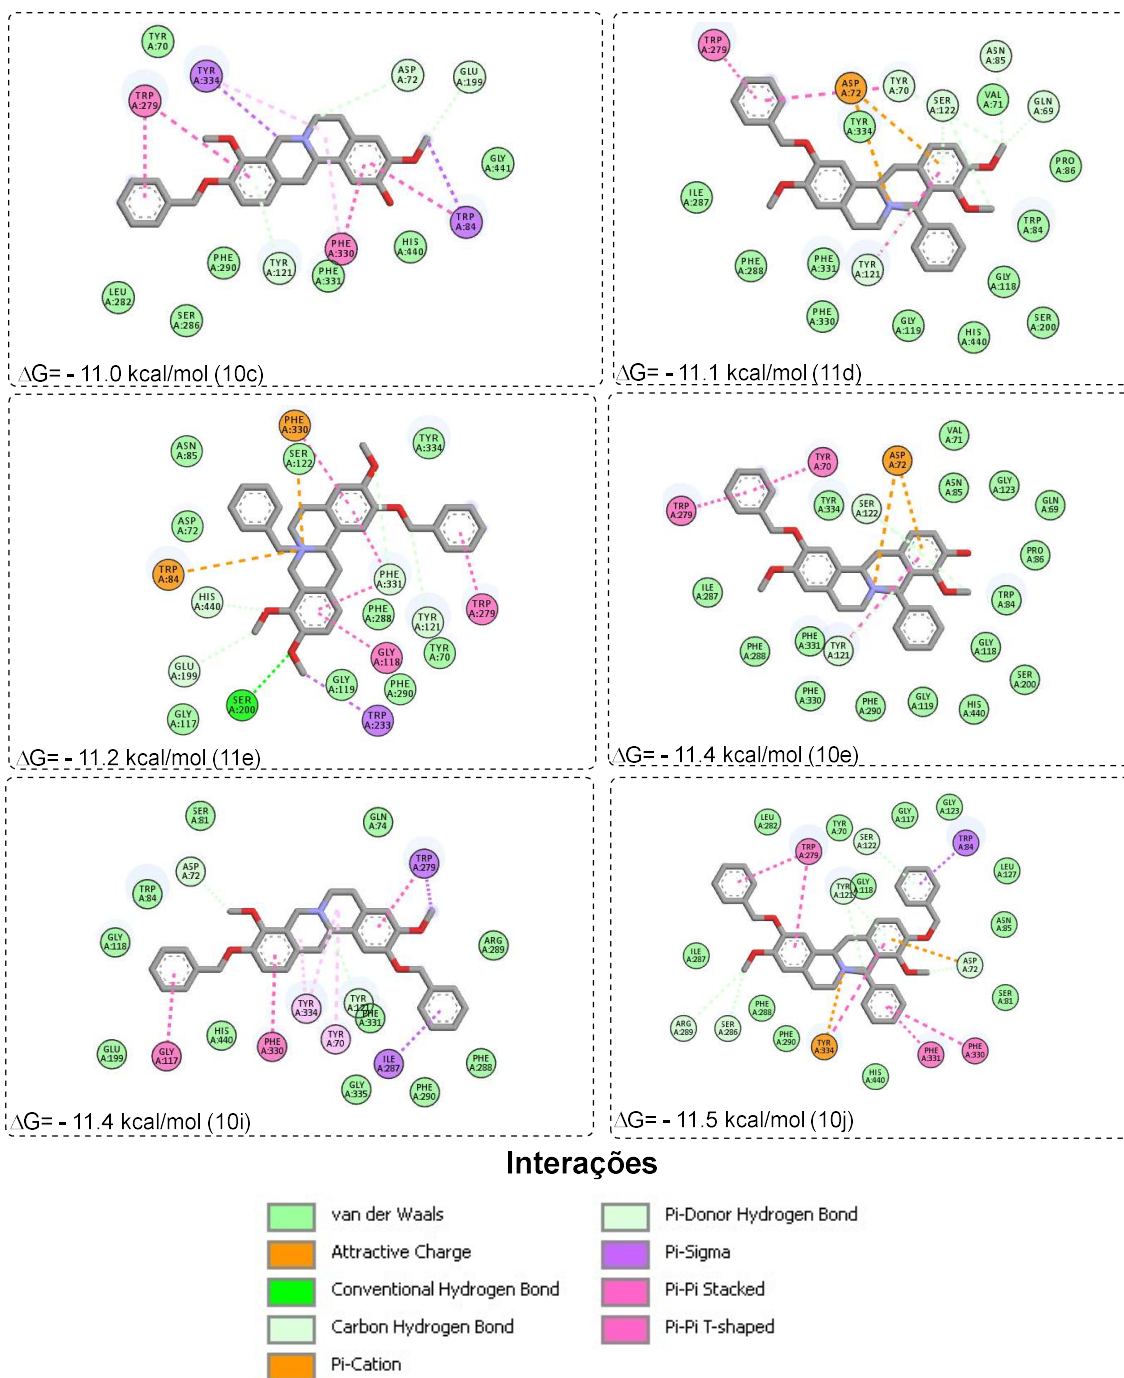 TYR A:70
TYR A:334
ASP A:72
GLU A:199
TRP A:279
GLY A:441
TRP A:84
PHE A:330
HIS A:440
PHE A:290
TYR A:121
PHE A:331
LEU A:282
SER A:286
∆G= - 11.0 kcal/mol (10c)
TRP A:279
ASN A:85
ASP A:72
TYR A:70
SER A:122
VAL A:71
GLN A:69
TYR A:334
PRO A:86
ILE A:287
TRP A:84
PHE A:288
PHE A:331
TYR A:121
GLY A:118
PHE A:330
GLY A:119
HIS A:440
SER A:200
∆G= - 11.1 kcal/mol (11d)
PHE A:330
ASN A:85
SER A:122
TYR A:334
ASP A:72
TRP A:84
PHE A:331
HIS A:440
PHE A:288
TYR A:121
TRP A:279
GLU A:199
GLY A:118
TYR A:70
SER A:200
GLY A:119
PHE A:290
GLY A:117
TRP A:233
∆G= - 11.2 kcal/mol (11e)
VAL A:71
TYR A:70
ASP A:72
TRP A:279
TYR A:334
SER A:122
ASN A:85
GLY A:123
GLN A:69
PRO A:86
ILE A:287
TRP A:84
PHE A:288
PHE A:331
TYR A:121
GLY A:118
PHE A:330
PHE A:290
GLY A:119
HIS A:440
SER A:200
∆G= - 11.4 kcal/mol (10e)
SER A:81
GLN A:74
ASP A:72
TRP A:279
TRP A:84
GLY A:118
ARG A:289
TYR A:334
TYR A:121
PHE A:331
HIS A:440
PHE A:330
TYR A:70
GLU A:199
GLY A:117
ILE A:287
PHE A:288
GLY A:335
PHE A:290
∆G= - 11.4 kcal/mol (10i)
LEU A:282
TYR A:70
SER A:122
GLY A:117
GLY A:123
TRP A:84
TRP A:279
LEU A:127
TYR A:121
GLY A:118
ASN A:85
ILE A:287
ASP A:72
SER A:81
ARG A:289
SER A:286
PHE A:288
PHE A:290
TYR A:334
PHE A:331
PHE A:330
HIS A:440
∆G= - 11.5 kcal/mol (10j)
Interações
van der Waals
Attractive Charge
Conventional Hydrogen Bond
Carbon Hydrogen Bond
Pi-Cation
Pi-Donor Hydrogen Bond
Pi-Sigma
Pi-Pi Stacked
Pi-Pi T-shaped